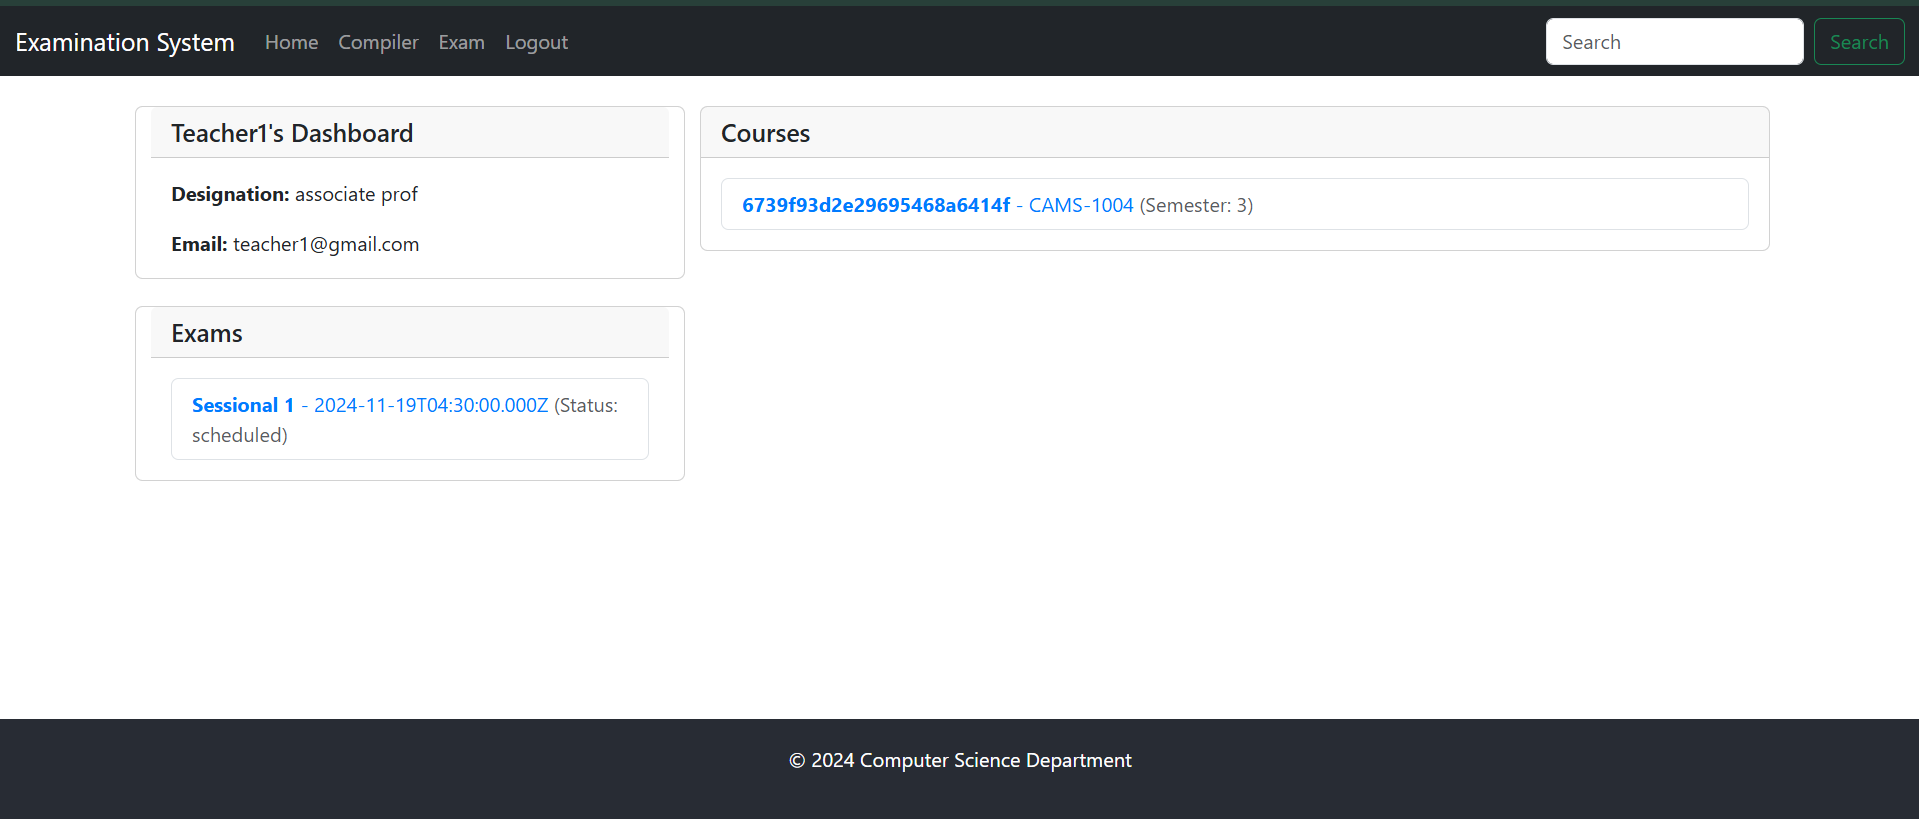 Examination System Home Compiler Exam Logout Search Search
Teacher1's Dashboard
Designation: associate prof
Email: teacher1@gmail.com
Exams
Sessional 1 - 2024-11-19T04:30:00.000Z (Status:
scheduled)
Courses
6739f93d2e29695468a6414f - CAMS-1004 (Semester: 3)
© 2024 Computer Science Department